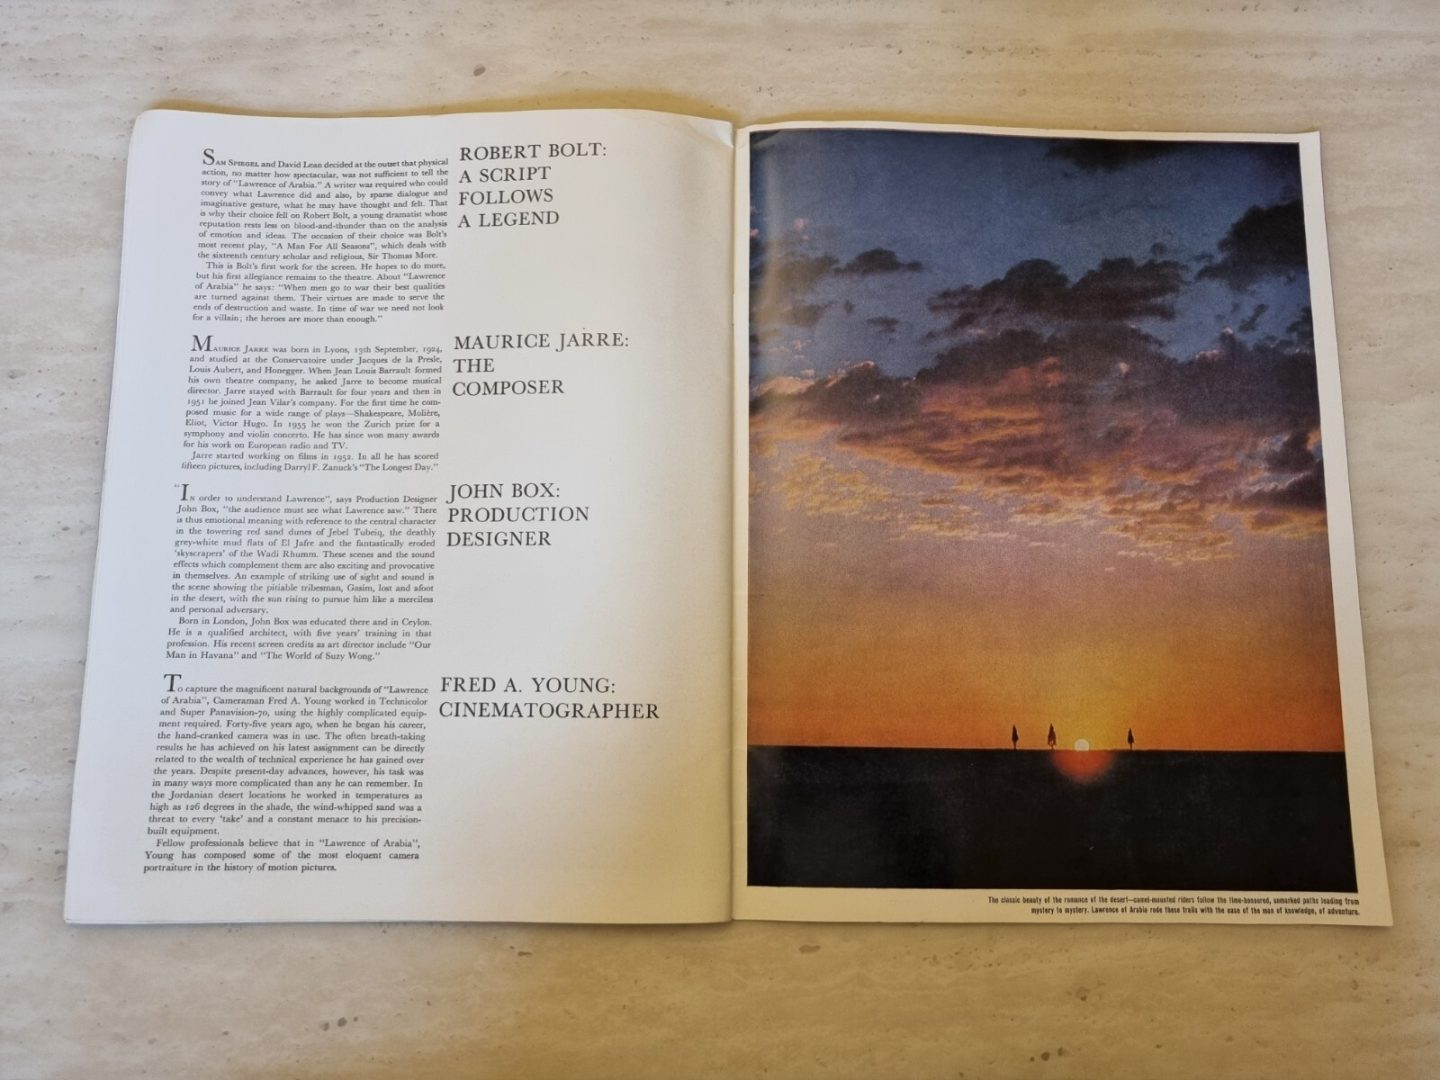 Sam Spiegel and David Lean decided at the outset that physical
action, no matter how spectacular, was not sufficient to tell the
story of "Lawrence of Arabia." A writer was required who could
convey what Lawrence did and also, by sparse dialogue and
imaginative gesture, what he may have thought and felt. That
is why their choice fell on Robert Bolt, a young dramatist whose
reputation rests less on blood-and-thunder than on the analysis
of emotion and ideas. The occasion of their choice was Bolt's
most recent play, "A Man For All Seasons", which deals with
the sixteenth century scholar and religious, Sir Thomas More.
This is Bolt's first work for the screen. He hopes to do more,
but his first allegiance remains to the theatre. About "Lawrence
of Arabia" he says: "When men go to war their best qualities
are turned against them. Their virtues are made to serve the
ends of destruction and waste. In time of war we need not look
for a villain; the heroes are more than enough."
ROBERT BOLT:
A SCRIPT
FOLLOWS
A LEGEND
Maurice Jarre was born in Lyons, 19th September, 1924,
and studied at the Conservatoire under Jacques de la Presle,
Louis Aubert, and Honegger. When Jean Louis Barrault formed
his own theatre company, he asked Jarre to become musical
director. Jarre stayed with Barrault for four years and then in
1951 he joined Jean Vilar's company. For the first time he com-
posed music for a wide range of plays—Shakespeare, Molière,
Eliot, Victor Hugo. In 1955 he won the Zurich prize for a
symphony and violin concerto. He has since won many awards
for his work on European radio and TV.
Jarre started working on films in 1952. In all he has scored
fifteen pictures, including Darryl F. Zanuck's "The Longest Day."
MAURICE JARRE:
THE
COMPOSER
"In order to understand Lawrence", says Production Designer
John Box, "the audience must see what Lawrence saw." There
is thus emotional meaning with reference to the central character
in the towering red sand dunes of Jebel Tubeiq, the deathly
grey-white mud flats of El Jafre and the fantastically eroded
'skyscrapers' of the Wadi Rhumm. These scenes and the sound
effects which complement them are also exciting and provocative
in themselves. An example of striking use of sight and sound is
the scene showing the pitiable tribesman, Gasim, lost and afoot
in the desert, with the sun rising to pursue him like a merciless
and personal adversary.
Born in London, John Box was educated there and in Ceylon.
He is a qualified architect, with five years' training in that
profession. His recent screen credits as art director include "Our
Man in Havana" and "The World of Suzy Wong."
JOHN BOX:
PRODUCTION
DESIGNER
To capture the magnificent natural backgrounds of "Lawrence
of Arabia", Cameraman Fred A. Young worked in Technicolor
and Super Panavision-70, using the highly complicated equip-
ment required. Forty-five years ago, when he began his career,
the hand-cranked camera was in use. The often breath-taking
results he has achieved on his latest assignment can be directly
related to the wealth of technical experience he has gained over
the years. Despite present-day advances, however, his task was
in many ways more complicated than any he can remember. In
the Jordanian desert locations he worked in temperatures as
high as 126 degrees in the shade, the wind-whipped sand was a
threat to every 'take' and a constant menace to his precision-
built equipment.
Fellow professionals believe that in "Lawrence of Arabia",
Young has composed some of the most eloquent camera
portraiture in the history of motion pictures.
FRED A. YOUNG:
CINEMATOGRAPHER
The classic beauty of the romance of the desert—camel-mounted riders follow the time-honoured, unmarked paths leading from
mystery to mystery. Lawrence of Arabia rode these trails with the ease of the man of knowledge, of adventure.